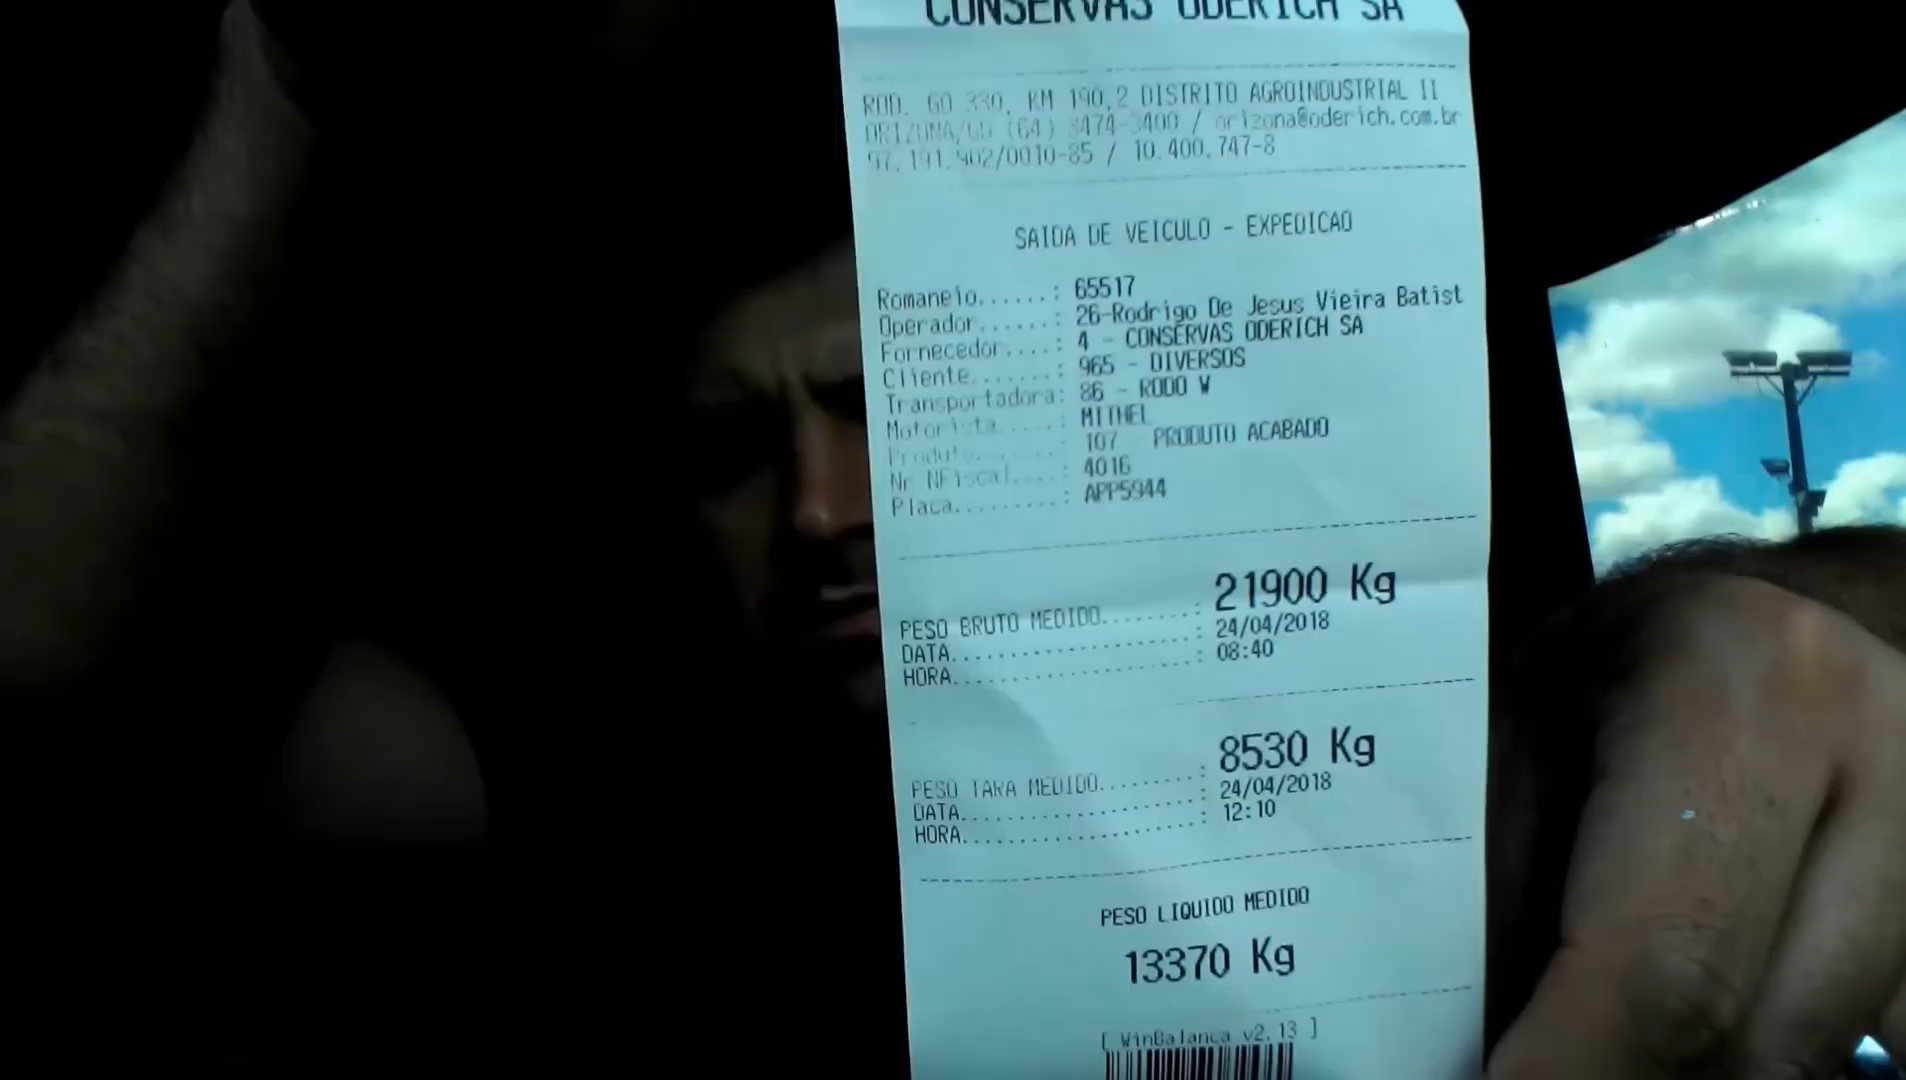 CONSERVAS ODERICH SA
ROD. GO 330, KM 190,2 DISTRITO AGROINDUSTRIAL II
ORIZONA/GO (64) 3474-3400 / orizona@oderich.com.br
97.191.902/0010-85 / 10.400.747-8
SAIDA DE VEICULO - EXPEDICAO
Romaneio......: 65517
Operador......: 26-Rodrigo De Jesus Vieira Batist
Fornecedor....: 4 - CONSERVAS ODERICH SA
Cliente.......: 965 - DIVERSOS
Transportadora: 86 - RODO W
Motorista.....: MITHEL
Produto.......: 107 PRODUTO ACABADO
Nr NFiscal....: 4016
Placa.........: APP5944
PESO BRUTO MEDIDO........: 21900 Kg
DATA.....................: 24/04/2018
HORA.....................: 08:40
PESO TARA MEDIDO.........: 8530 Kg
DATA.....................: 24/04/2018
HORA.....................: 12:10
PESO LIQUIDO MEDIDO
13370 Kg
[ WinBalanca v2.13 ]